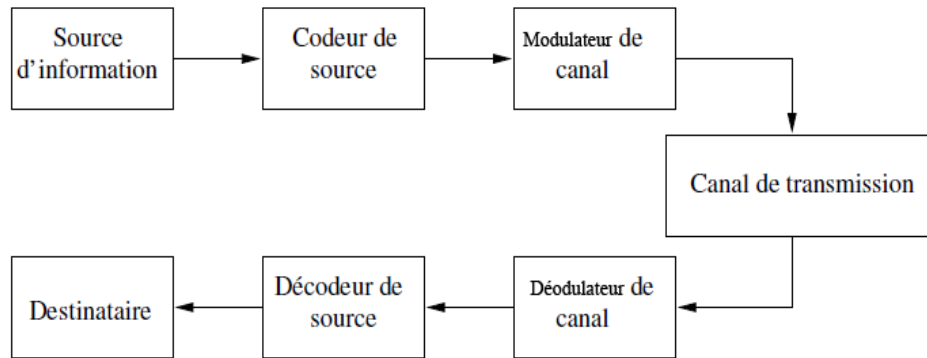 Source
d'information
Codeur de
source
Modulateur de
canal
Canal de transmission
Destinataire
Décodeur de
source
Déodulateur de
canal